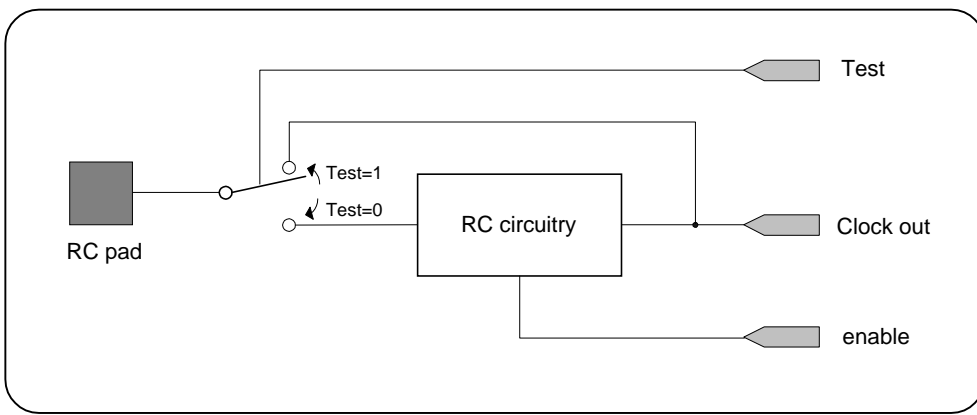 Test
Test=1
Test=0
RC circuitry
RC pad
Clock out
enable